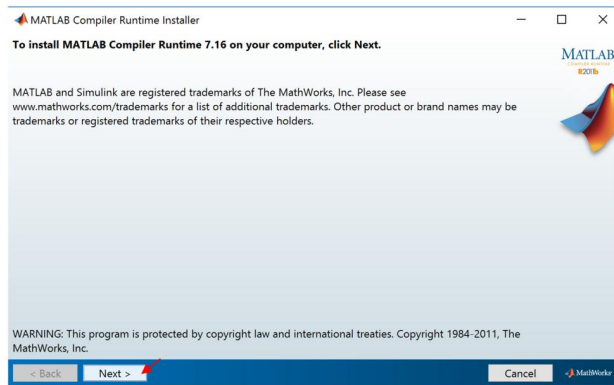 MATLAB Compiler Runtime Installer
To install MATLAB Compiler Runtime 7.16 on your computer, click Next.
MATLAB
COMPILER RUNTIME
R2011b
MATLAB and Simulink are registered trademarks of The MathWorks, Inc. Please see
www.mathworks.com/trademarks for a list of additional trademarks. Other product or brand names may be
trademarks or registered trademarks of their respective holders.
WARNING: This program is protected by copyright law and international treaties. Copyright 1984-2011, The
MathWorks, Inc.
< Back Next > Cancel MathWorks